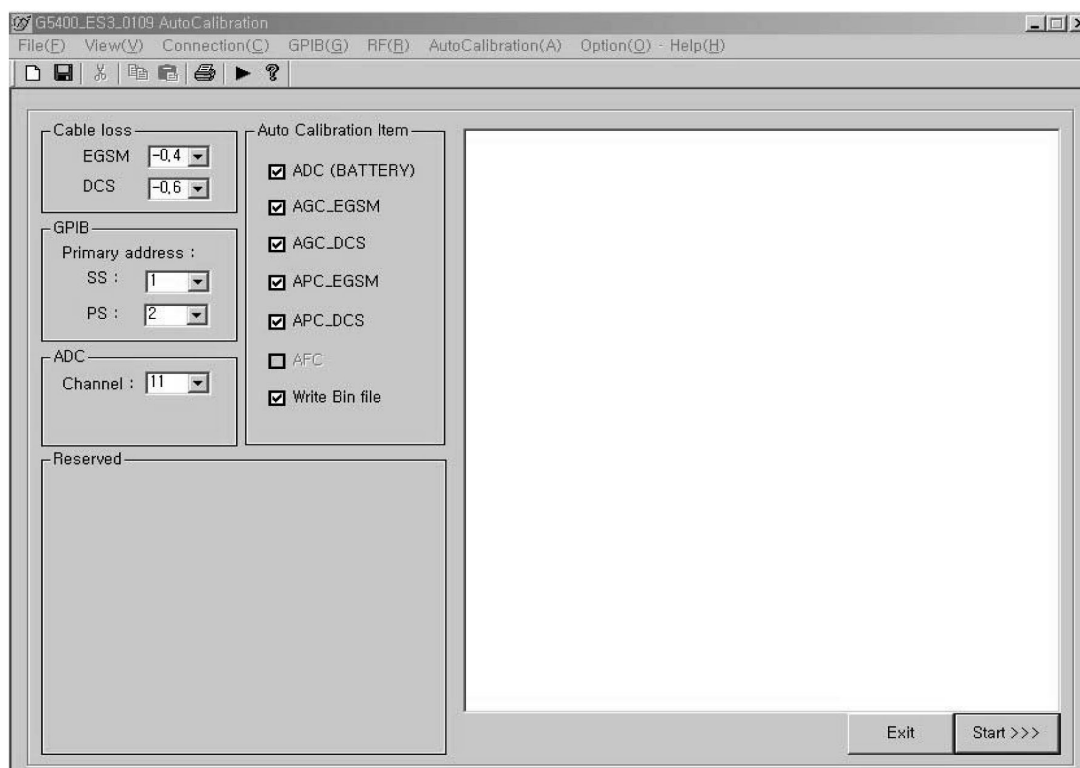 G5400_ES3_0109 AutoCalibration
File(F) View(V) Connection(C) GPIB(G) RF(R) AutoCalibration(A) Option(O) - Help(H)
Cable loss
EGSM -0,4
DCS -0,6
GPIB
Primary address :
SS : 1
PS : 2
ADC
Channel : 11
Auto Calibration Item
ADC (BATTERY)
AGC_EGSM
AGC_DCS
APC_EGSM
APC_DCS
AFC
Write Bin file
Reserved
Exit
Start >>>